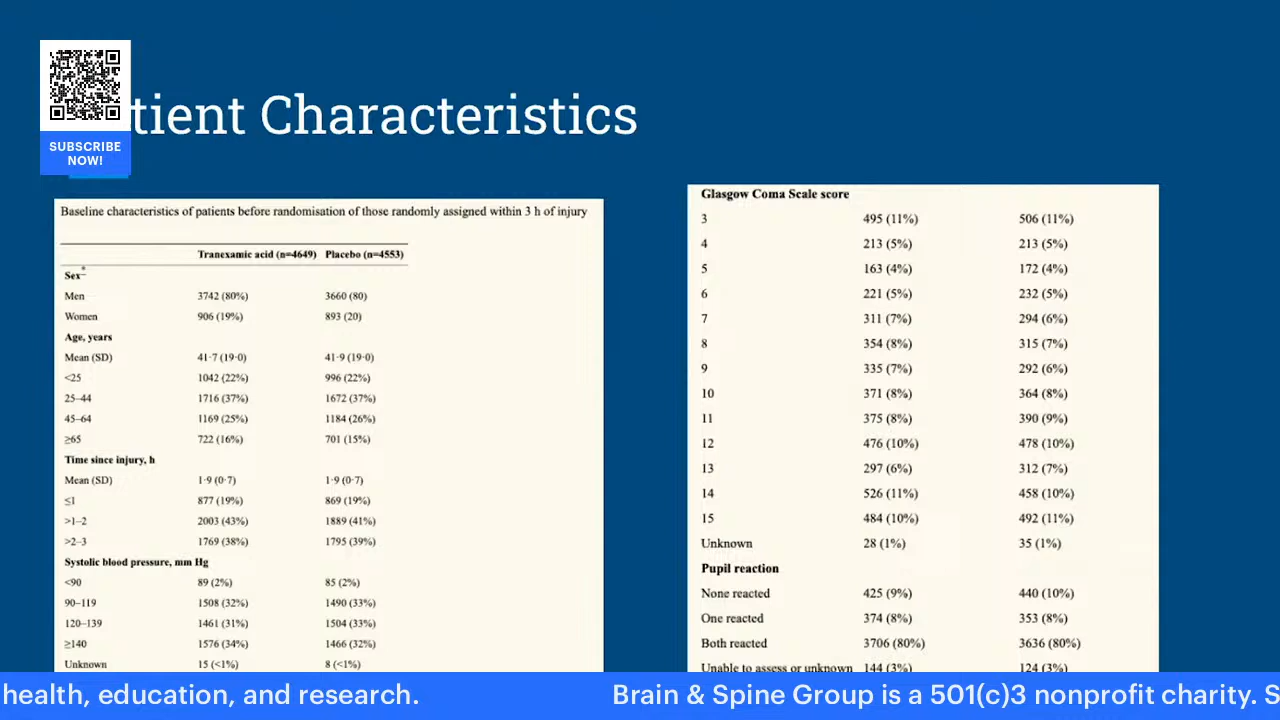 tient Characteristics
SUBSCRIBE
NOW!
Baseline characteristics of patients before randomisation of those randomly assigned within 3 h of injury
Tranexamic acid (n=4649) Placebo (n=4553)
Sex*
Men 3742 (80%) 3660 (80)
Women 906 (19%) 893 (20)
Age, years
Mean (SD) 41·7 (19·0) 41·9 (19·0)
<25 1042 (22%) 996 (22%)
25–44 1716 (37%) 1672 (37%)
45–64 1169 (25%) 1184 (26%)
≥65 722 (16%) 701 (15%)
Time since injury, h
Mean (SD) 1·9 (0·7) 1·9 (0·7)
≤1 877 (19%) 869 (19%)
>1–2 2003 (43%) 1889 (41%)
>2–3 1769 (38%) 1795 (39%)
Systolic blood pressure, mm Hg
<90 89 (2%) 85 (2%)
90–119 1508 (32%) 1490 (33%)
120–139 1461 (31%) 1504 (33%)
≥140 1576 (34%) 1466 (32%)
Unknown 15 (<1%) 8 (<1%)
Glasgow Coma Scale score
3 495 (11%) 506 (11%)
4 213 (5%) 213 (5%)
5 163 (4%) 172 (4%)
6 221 (5%) 232 (5%)
7 311 (7%) 294 (6%)
8 354 (8%) 315 (7%)
9 335 (7%) 292 (6%)
10 371 (8%) 364 (8%)
11 375 (8%) 390 (9%)
12 476 (10%) 478 (10%)
13 297 (6%) 312 (7%)
14 526 (11%) 458 (10%)
15 484 (10%) 492 (11%)
Unknown 28 (1%) 35 (1%)
Pupil reaction
None reacted 425 (9%) 440 (10%)
One reacted 374 (8%) 353 (8%)
Both reacted 3706 (80%) 3636 (80%)
Unable to assess or unknown 144 (3%) 124 (3%)
health, education, and research. Brain & Spine Group is a 501(c)3 nonprofit charity. S